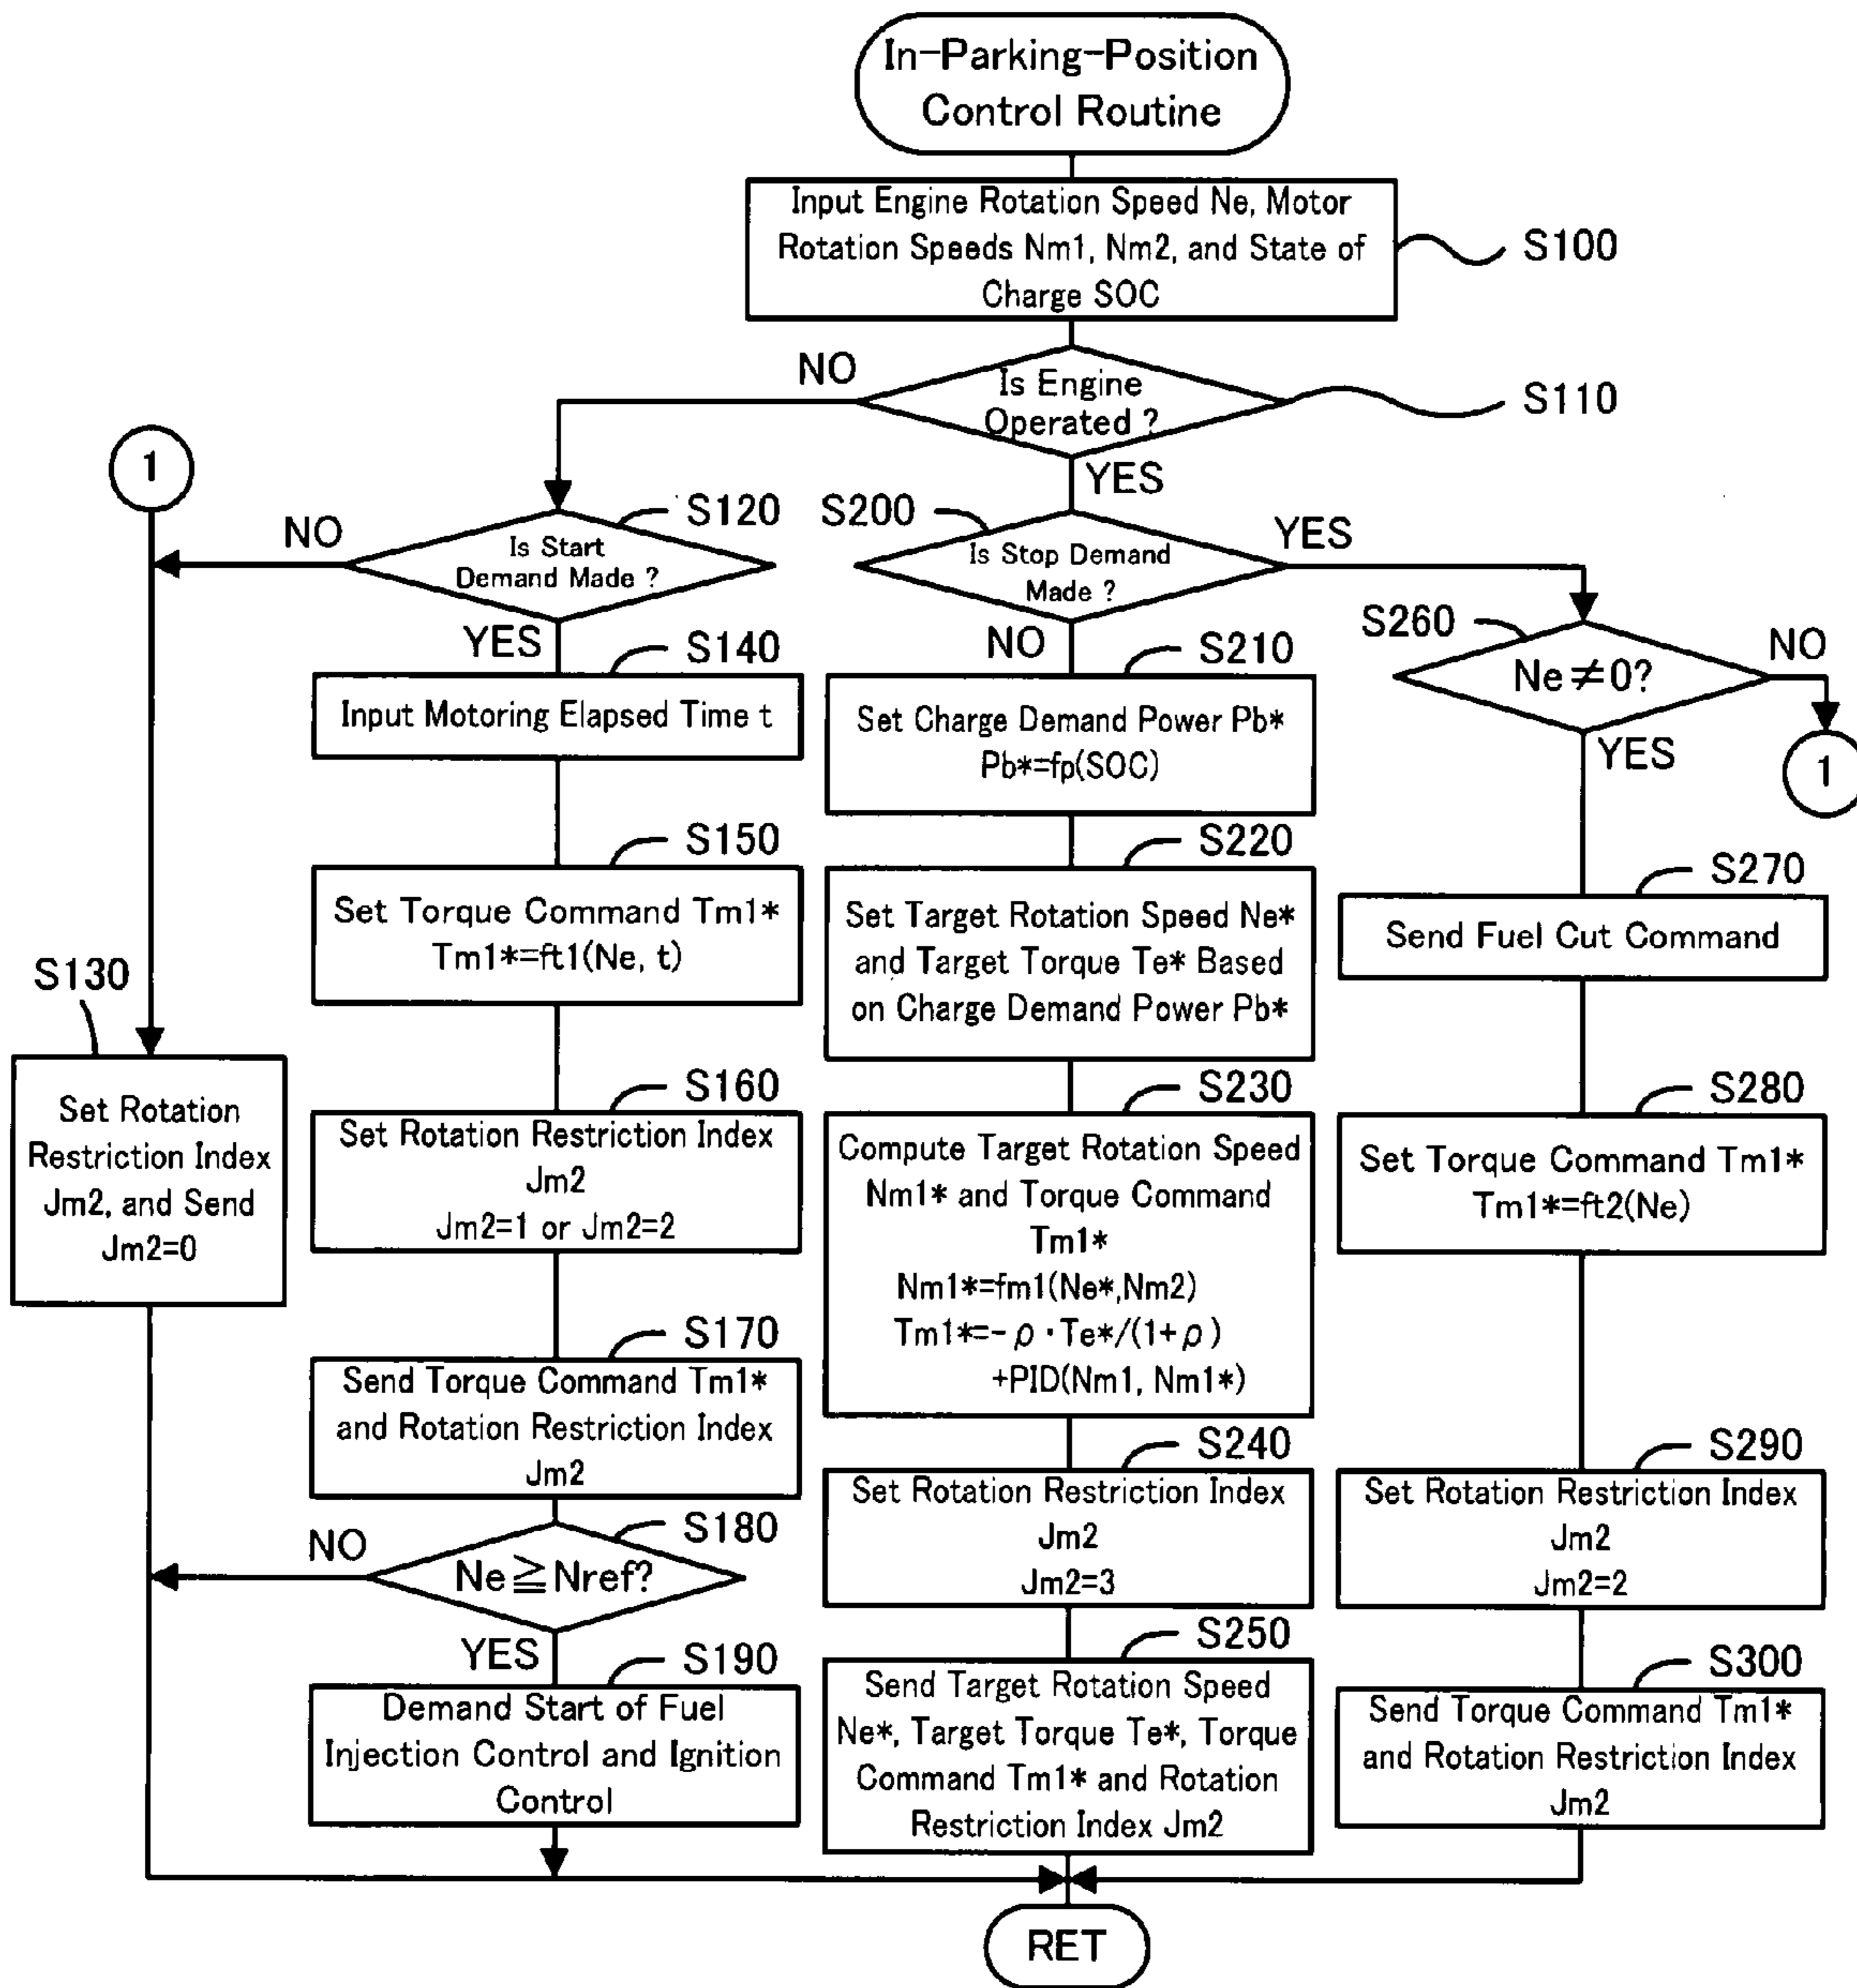 In-Parking-Position
Control Routine
Input Engine Rotation Speed Ne, Motor
Rotation Speeds Nm1, Nm2, and State of
Charge SOC
S100
NO
Is Engine
Operated ?
S110
YES
1
NO
S120
Is Start
Demand Made ?
YES
S200
Is Stop Demand
Made ?
YES
NO
S260
Ne≠0?
NO
YES
1
S140
Input Motoring Elapsed Time t
S150
Set Torque Command Tm1*
Tm1*=ft1(Ne, t)
S130
Set Rotation
Restriction Index
Jm2, and Send
Jm2=0
S160
Set Rotation Restriction Index
Jm2
Jm2=1 or Jm2=2
S170
Send Torque Command Tm1*
and Rotation Restriction Index
Jm2
S180
NO
Ne≧Nref?
YES
S190
Demand Start of Fuel
Injection Control and Ignition
Control
S210
Set Charge Demand Power Pb*
Pb*=fp(SOC)
S220
Set Target Rotation Speed Ne*
and Target Torque Te* Based
on Charge Demand Power Pb*
S230
Compute Target Rotation Speed
Nm1* and Torque Command
Tm1*
Nm1*=fm1(Ne*,Nm2)
Tm1*=-ρ・Te*/(1+ρ)
+PID(Nm1, Nm1*)
S240
Set Rotation Restriction Index
Jm2
Jm2=3
S250
Send Target Rotation Speed
Ne*, Target Torque Te*, Torque
Command Tm1* and Rotation
Restriction Index Jm2
S270
Send Fuel Cut Command
S280
Set Torque Command Tm1*
Tm1*=ft2(Ne)
S290
Set Rotation Restriction Index
Jm2
Jm2=2
S300
Send Torque Command Tm1*
and Rotation Restriction Index
Jm2
RET